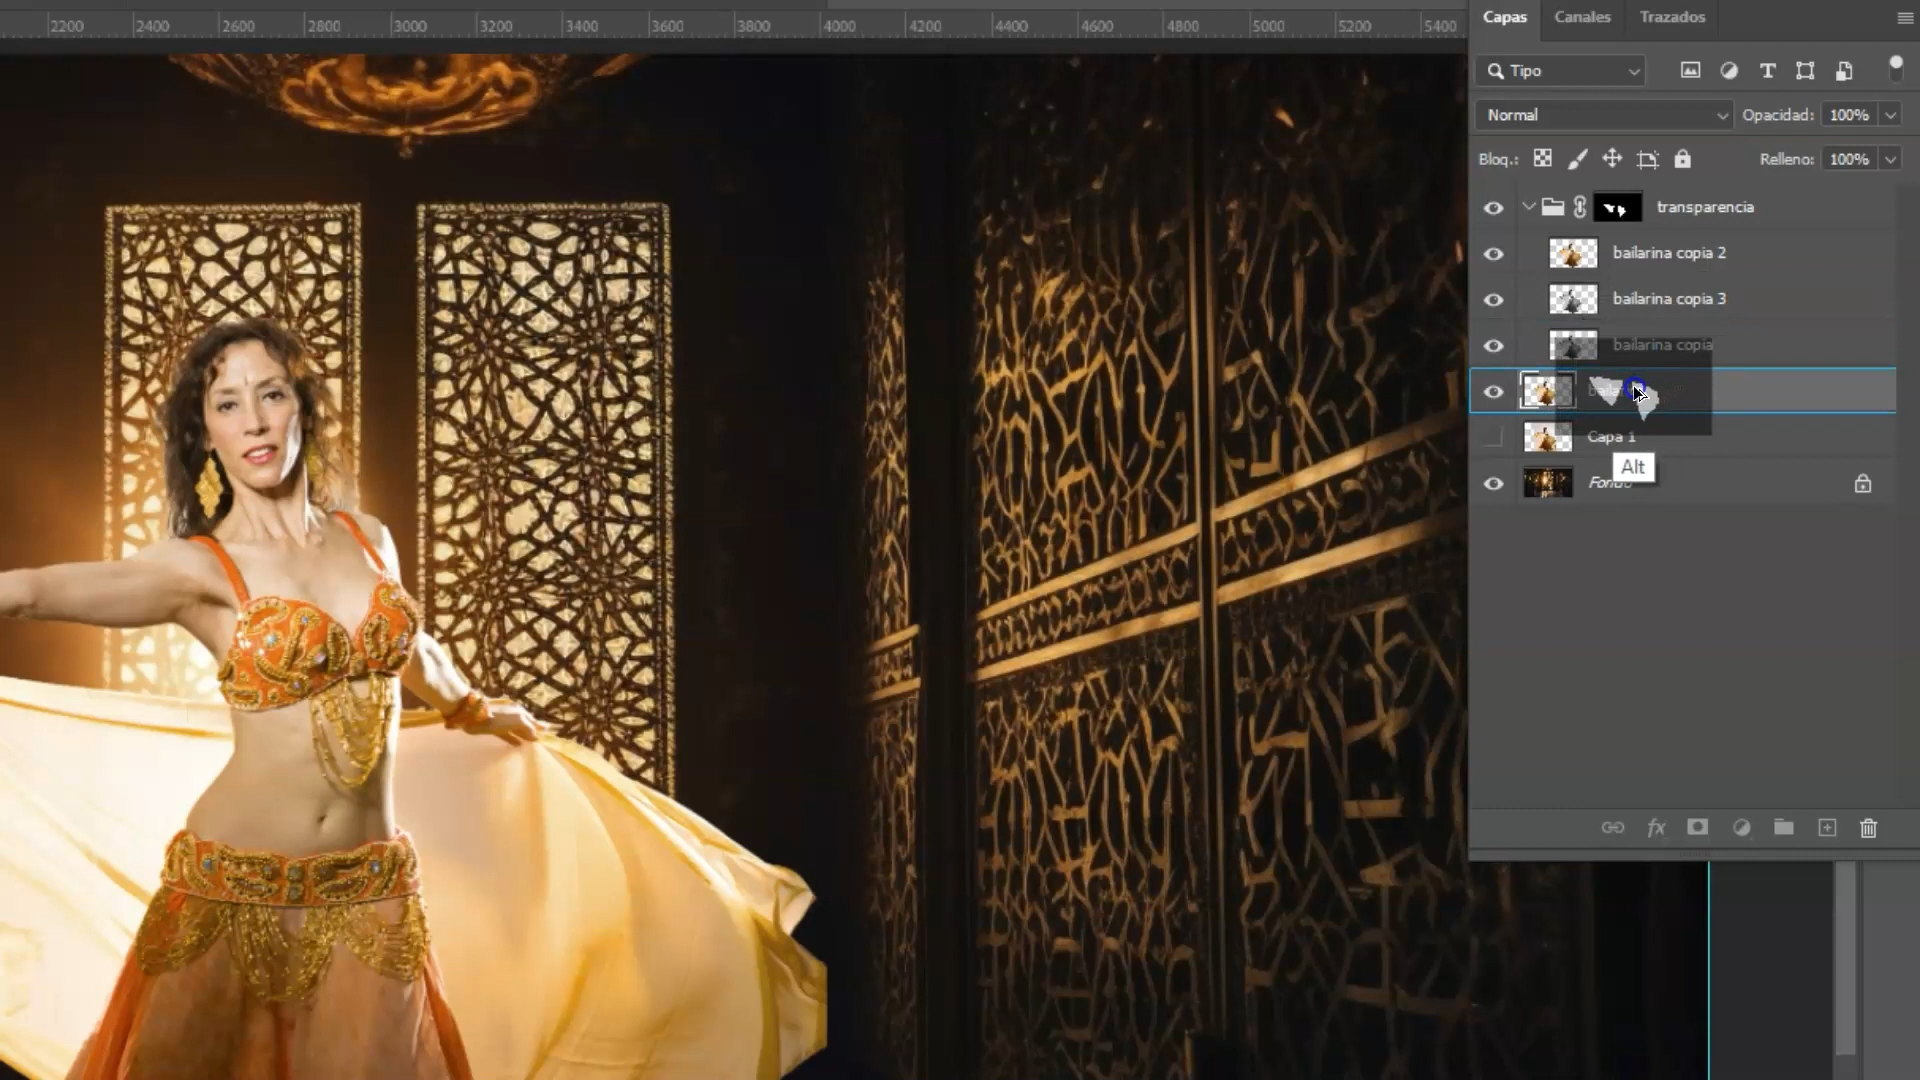 2200 2400 2600 2800 3000 3200 3400 3600 3800 4000 4200 4400 4600 4800 5000 5200 5400
Capas Canales Trazados
Tipo
Normal Opacidad: 100%
Bloq.: Relleno: 100%
transparencia
bailarina copia 2
bailarina copia 3
bailarina copia
Capa 1
Alt
Fondo